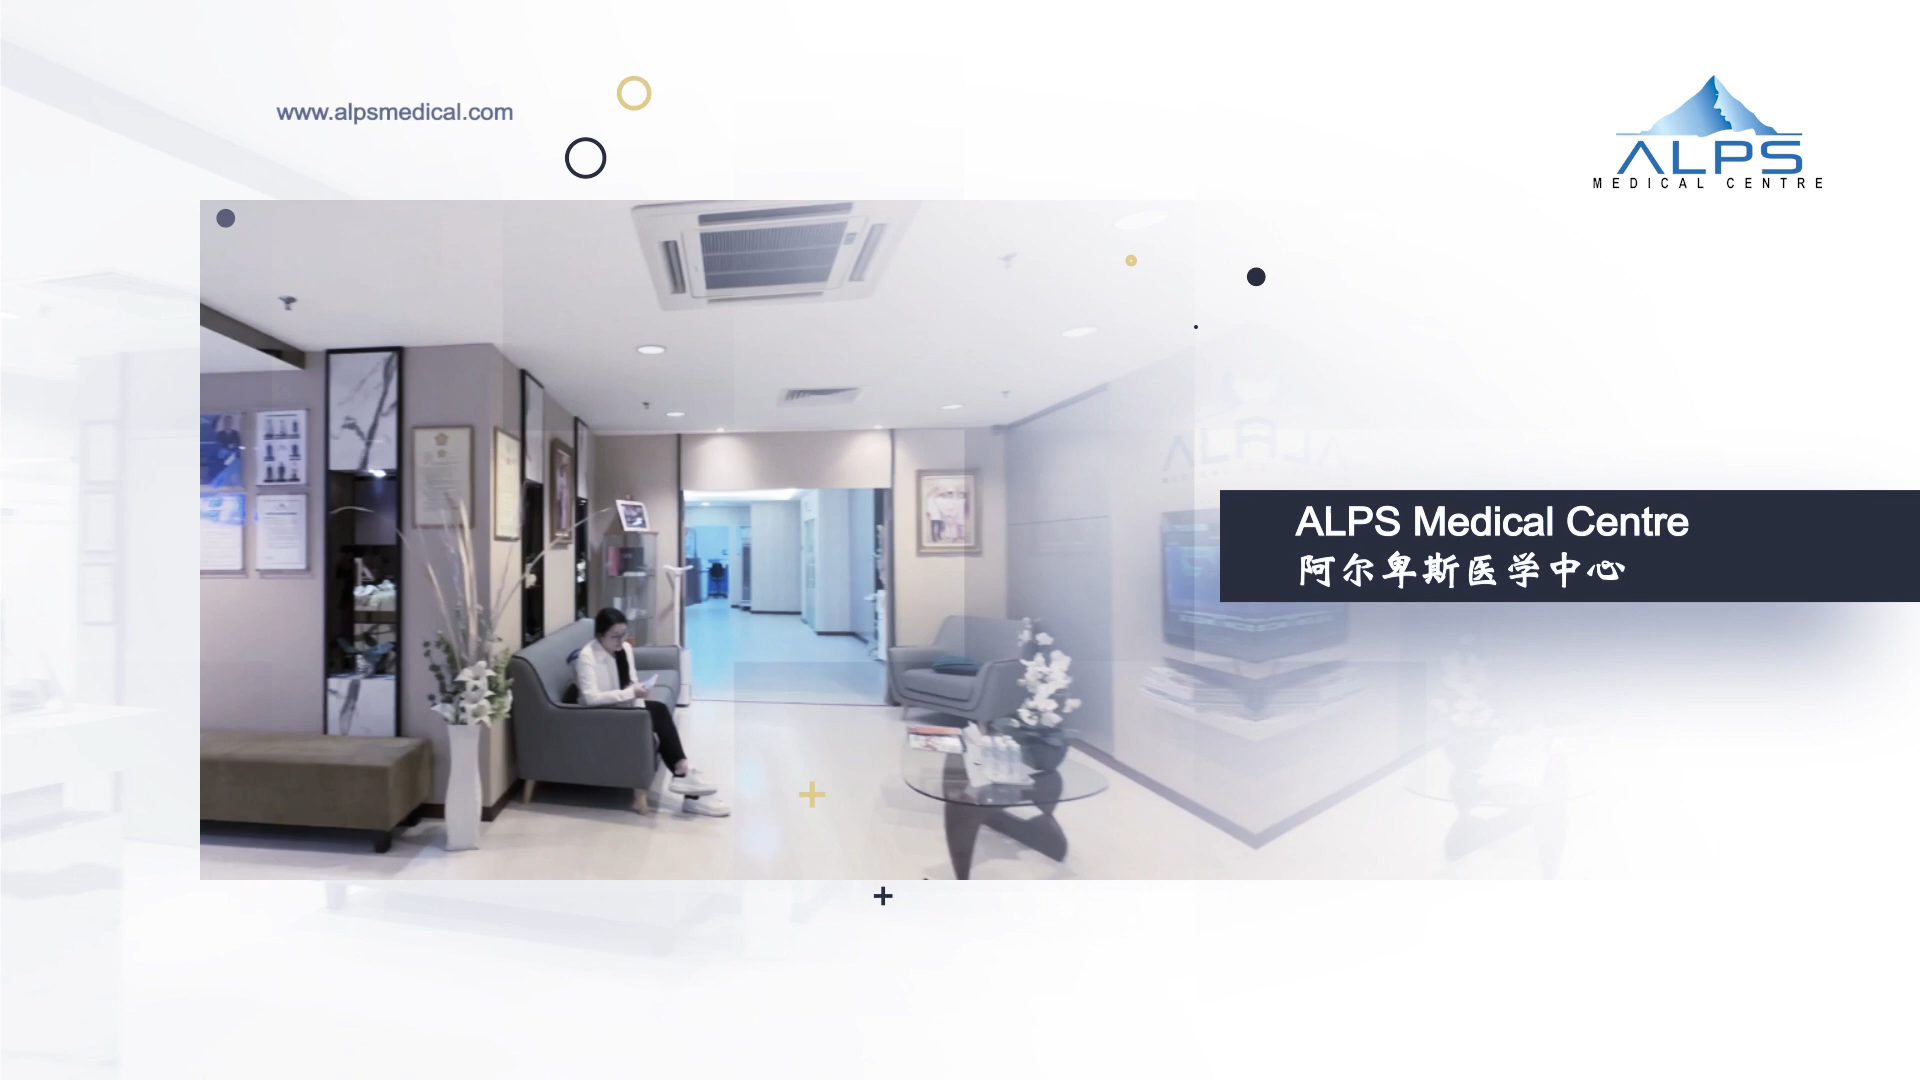 www.alpsmedical.com
ALPS
MEDICAL CENTRE
ALPS Medical Centre
阿尔卑斯医学中心